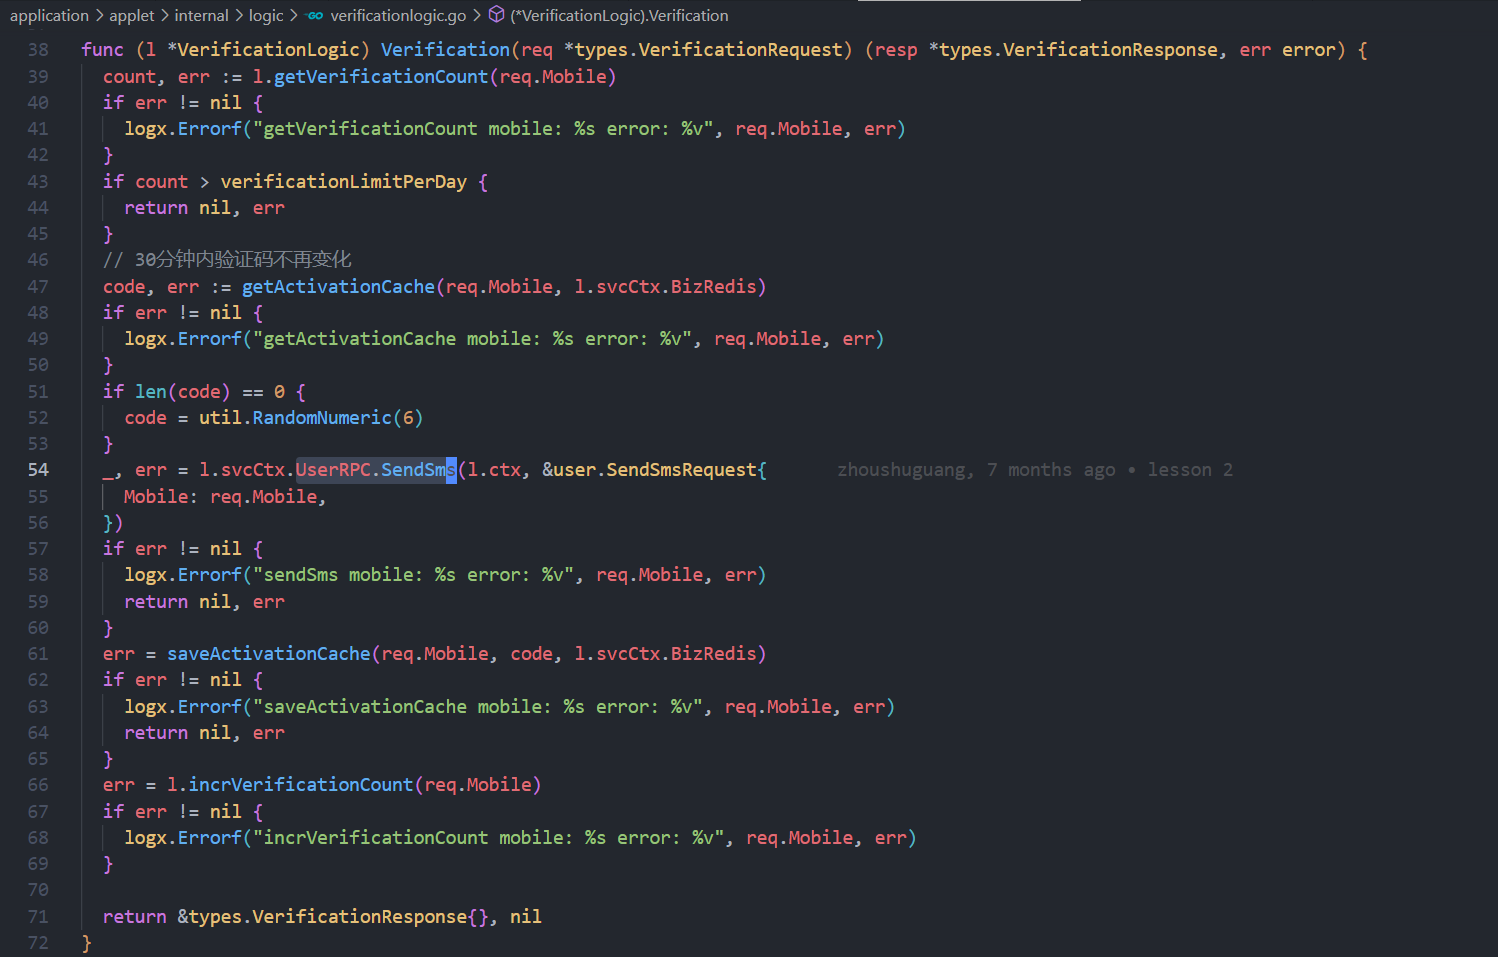 application > applet > internal > logic > GO verificationlogic.go > (*VerificationLogic).Verification
38 func (l *VerificationLogic) Verification(req *types.VerificationRequest) (resp *types.VerificationResponse, err error) {
39 count, err := l.getVerificationCount(req.Mobile)
40 if err != nil {
41 logx.Errorf("getVerificationCount mobile: %s error: %v", req.Mobile, err)
42 }
43 if count > verificationLimitPerDay {
44 return nil, err
45 }
46 // 30分钟内验证码不再变化
47 code, err := getActivationCache(req.Mobile, l.svcCtx.BizRedis)
48 if err != nil {
49 logx.Errorf("getActivationCache mobile: %s error: %v", req.Mobile, err)
50 }
51 if len(code) == 0 {
52 code = util.RandomNumeric(6)
53 }
54 _, err = l.svcCtx.UserRPC.SendSms(l.ctx, &user.SendSmsRequest{ zhoushuguang, 7 months ago • lesson 2
55 Mobile: req.Mobile,
56 })
57 if err != nil {
58 logx.Errorf("sendSms mobile: %s error: %v", req.Mobile, err)
59 return nil, err
60 }
61 err = saveActivationCache(req.Mobile, code, l.svcCtx.BizRedis)
62 if err != nil {
63 logx.Errorf("saveActivationCache mobile: %s error: %v", req.Mobile, err)
64 return nil, err
65 }
66 err = l.incrVerificationCount(req.Mobile)
67 if err != nil {
68 logx.Errorf("incrVerificationCount mobile: %s error: %v", req.Mobile, err)
69 }
70
71 return &types.VerificationResponse{}, nil
72 }